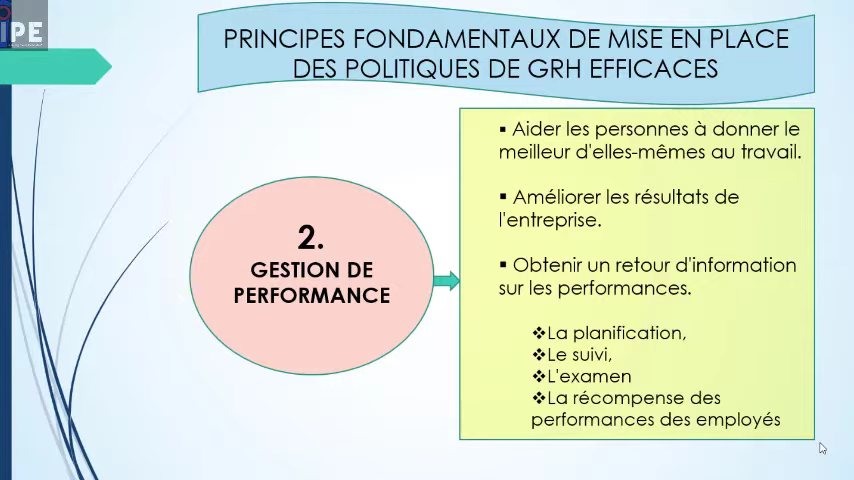 IPE
PRINCIPES FONDAMENTAUX DE MISE EN PLACE
DES POLITIQUES DE GRH EFFICACES
2.
GESTION DE
PERFORMANCE
▪ Aider les personnes à donner le
meilleur d'elles-mêmes au travail.
▪ Améliorer les résultats de
l'entreprise.
▪ Obtenir un retour d'information
sur les performances.
❖La planification,
❖Le suivi,
❖L'examen
❖La récompense des
performances des employés